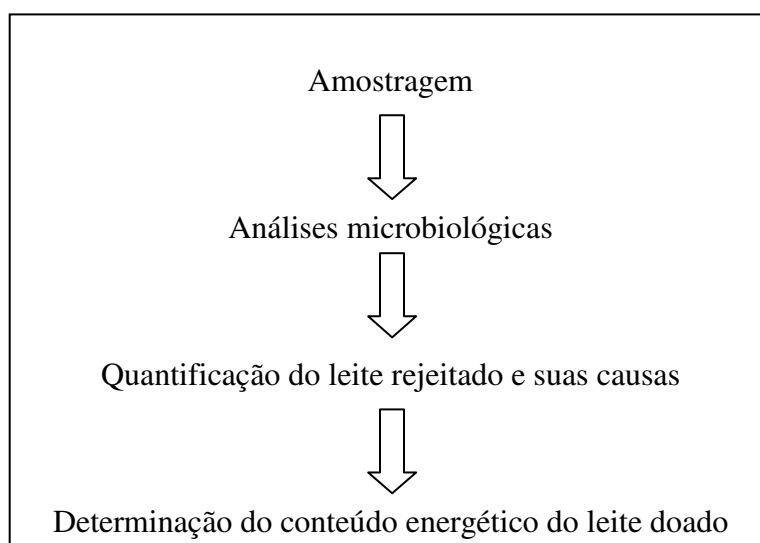 Amostragem
Análises microbiológicas
Quantificação do leite rejeitado e suas causas
Determinação do conteúdo energético do leite doado